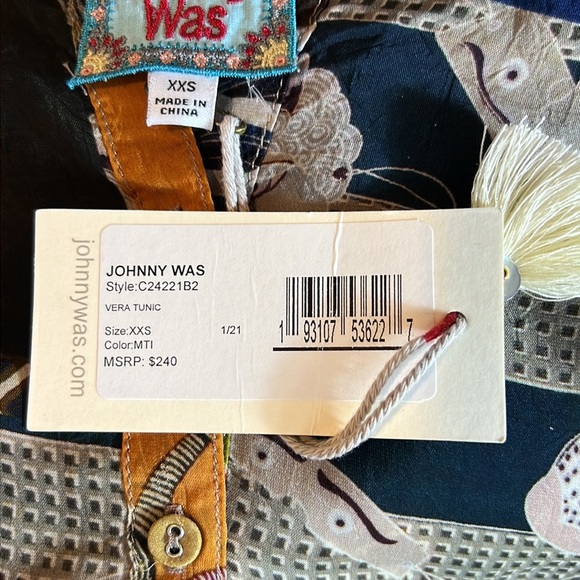 Was
XXS
MADE IN
CHINA
johnnywas.com
JOHNNY WAS
Style:C24221B2
VERA TUNIC
Size:XXS 1/21
Color:MTI
MSRP: $240
1 93107 53622 7